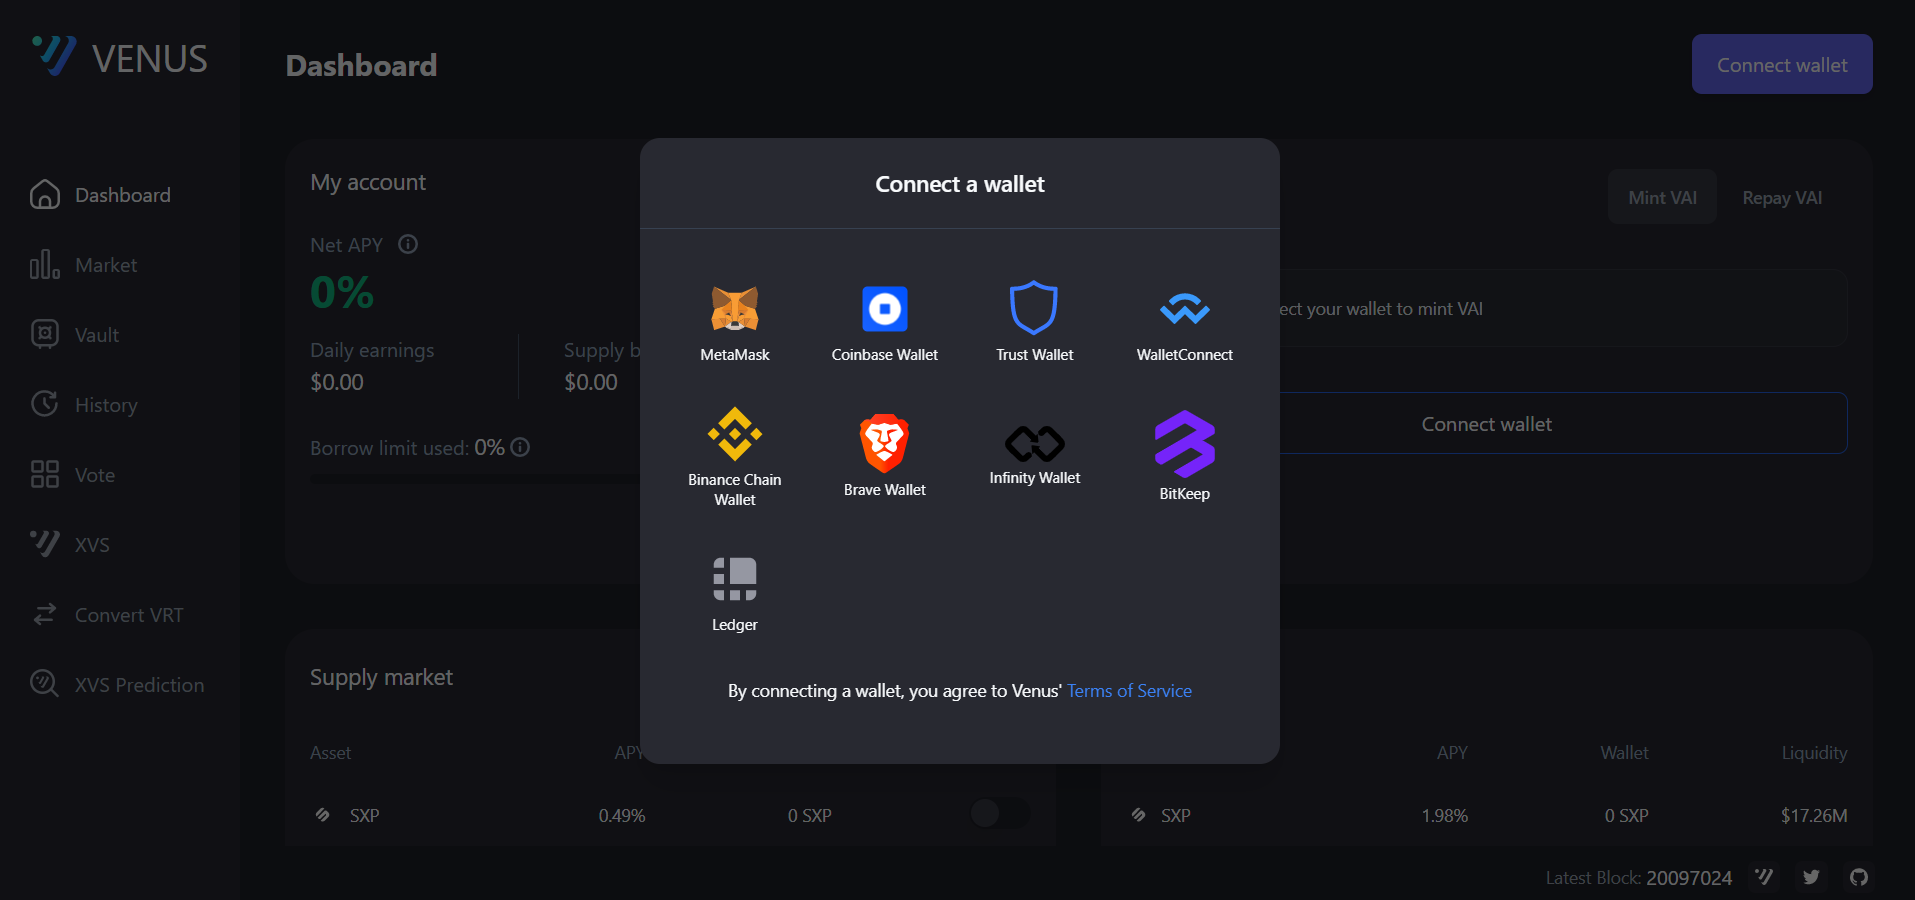 VENUS
Dashboard
Connect wallet
Dashboard
Market
Vault
History
Vote
XVS
Convert VRT
XVS Prediction
My account
Net APY
0%
Daily earnings
$0.00
Supply b
$0.00
Borrow limit used: 0%
Mint VAI
Repay VAI
ect your wallet to mint VAI
Connect wallet
Connect a wallet
MetaMask
Coinbase Wallet
Trust Wallet
WalletConnect
Binance Chain
Wallet
Brave Wallet
Infinity Wallet
BitKeep
Ledger
By connecting a wallet, you agree to Venus' Terms of Service
Supply market
Asset
APY
SXP
0.49%
0 SXP
APY
Wallet
Liquidity
SXP
1.98%
0 SXP
$17.26M
Latest Block: 20097024